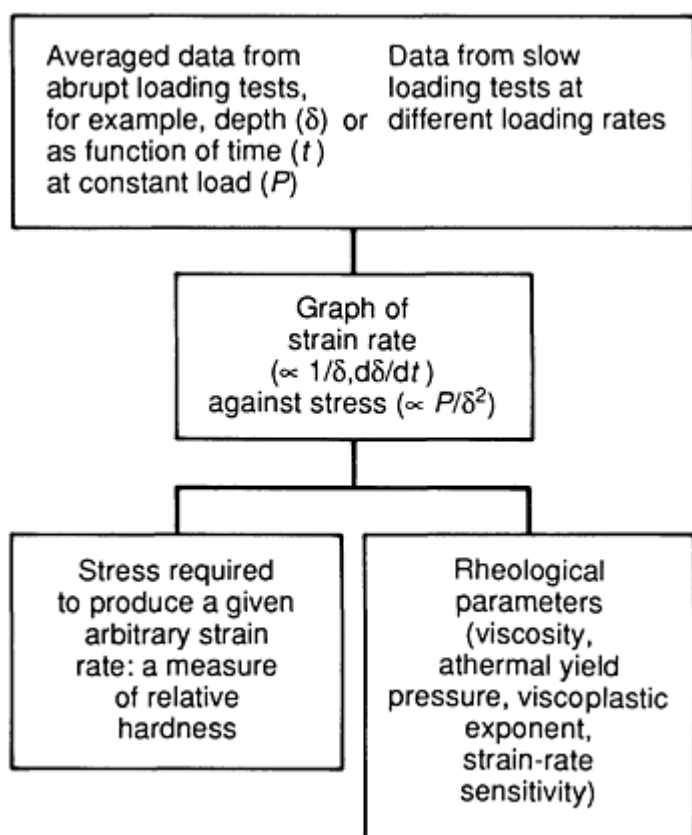 Averaged data from
abrupt loading tests,
for example, depth (δ) or
as function of time (t)
at constant load (P)
Data from slow
loading tests at
different loading rates
Graph of
strain rate
(∝ 1/δ,dδ/dt)
against stress (∝ P/δ²)
Stress required
to produce a given
arbitrary strain
rate: a measure
of relative
hardness
Rheological
parameters
(viscosity,
athermal yield
pressure, viscoplastic
exponent,
strain-rate
sensitivity)